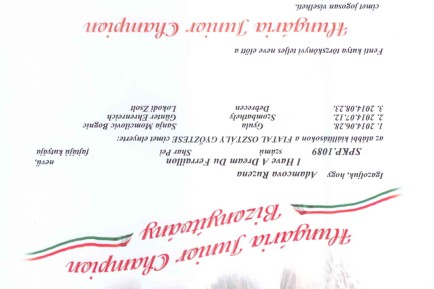 Hungária Junior Champion
Bizonyítvány
Igazoljuk, hogy Adamcova Ruzena
I Have A Dream Du Ferraillon nevű,
SPKP.1089 számú Shar Pei fajtájú kutyája
az alábbi kiállításokon a FIATAL OSZTÁLY GYŐZTESE címet elnyerte:
1. 2014.06.28. Gyula Sanja Momcilovic Bognic
2. 2014.07.12. Szombathely Günter Ehrenreich
3. 2014.08.23. Debrecen Lokodi Zsolt
Fenti kutya törzskönyvi teljes neve előtt a
Hungária Junior Champion
címet jogosan viselheti.